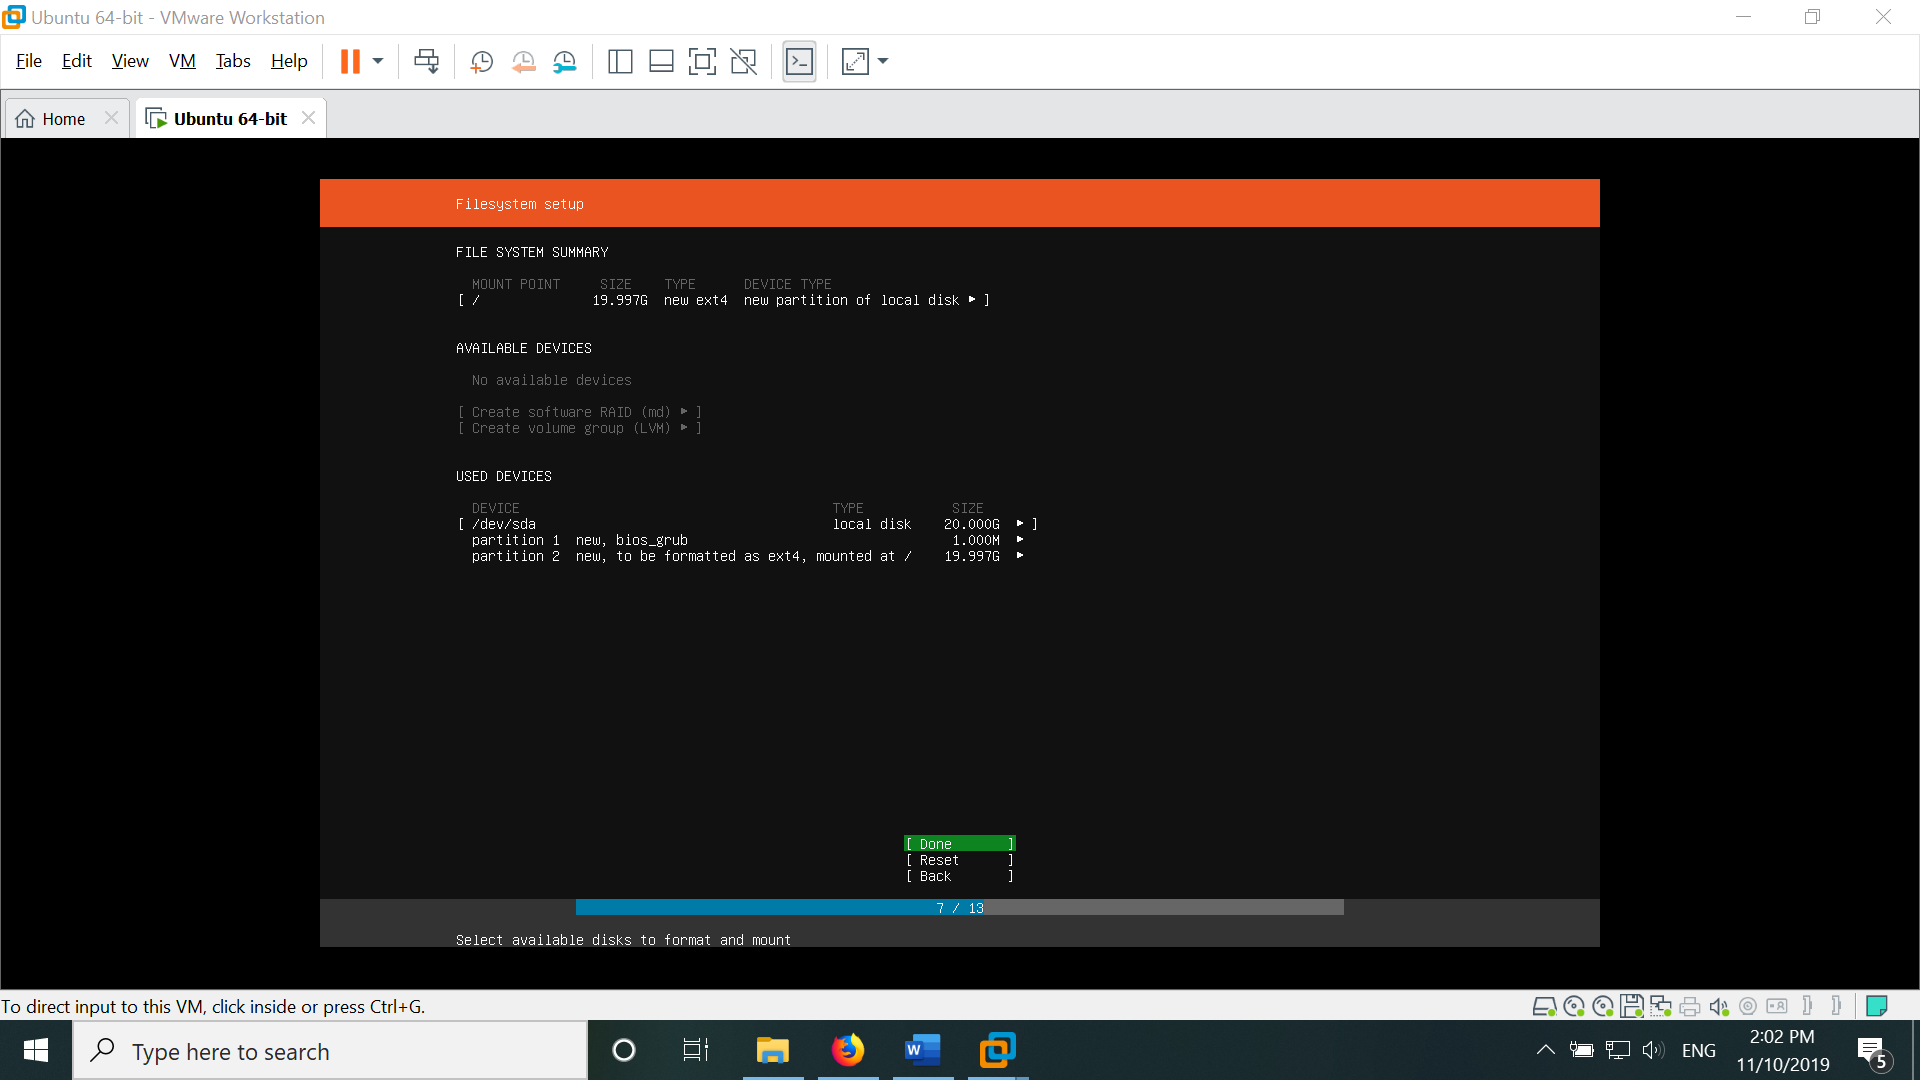 Ubuntu 64-bit - VMware Workstation
File Edit View VM Tabs Help
Home
Ubuntu 64-bit
Filesystem setup
FILE SYSTEM SUMMARY
MOUNT POINT SIZE TYPE DEVICE TYPE
[ / 19.997G new ext4 new partition of local disk ▸ ]
AVAILABLE DEVICES
No available devices
[ Create software RAID (md) ▸ ]
[ Create volume group (LVM) ▸ ]
USED DEVICES
DEVICE TYPE SIZE
[ /dev/sda local disk 20.000G ▸ ]
partition 1 new, bios_grub 1.000M ▸
partition 2 new, to be formatted as ext4, mounted at / 19.997G ▸
[ Done ]
[ Reset ]
[ Back ]
7 / 13
Select available disks to format and mount
To direct input to this VM, click inside or press Ctrl+G.
Type here to search
ENG
2:02 PM
11/10/2019
5